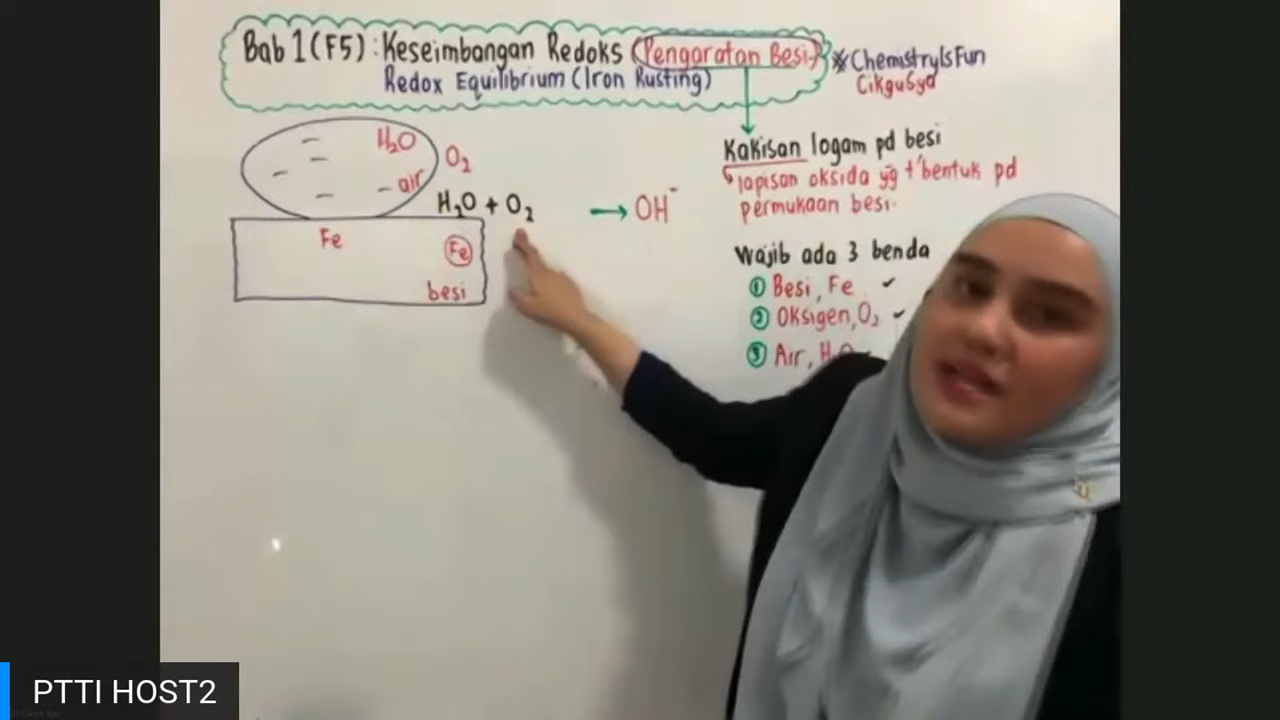 Bab 1 (F5) : Keseimbangan Redoks (Pengaratan Besi)
Redox Equilibrium (Iron Rusting)
*ChemistryIsFun
CikguSya
H₂O
O₂
air
H₂O + O₂ → OH⁻
Fe
Fe
besi
Kakisan logam pd besi
lapisan oksida yg t'bentuk pd
permukaan besi.
Wajib ada 3 benda
① Besi, Fe ✓
② Oksigen, O₂ ✓
③ Air, H₂O
PTTI HOST2